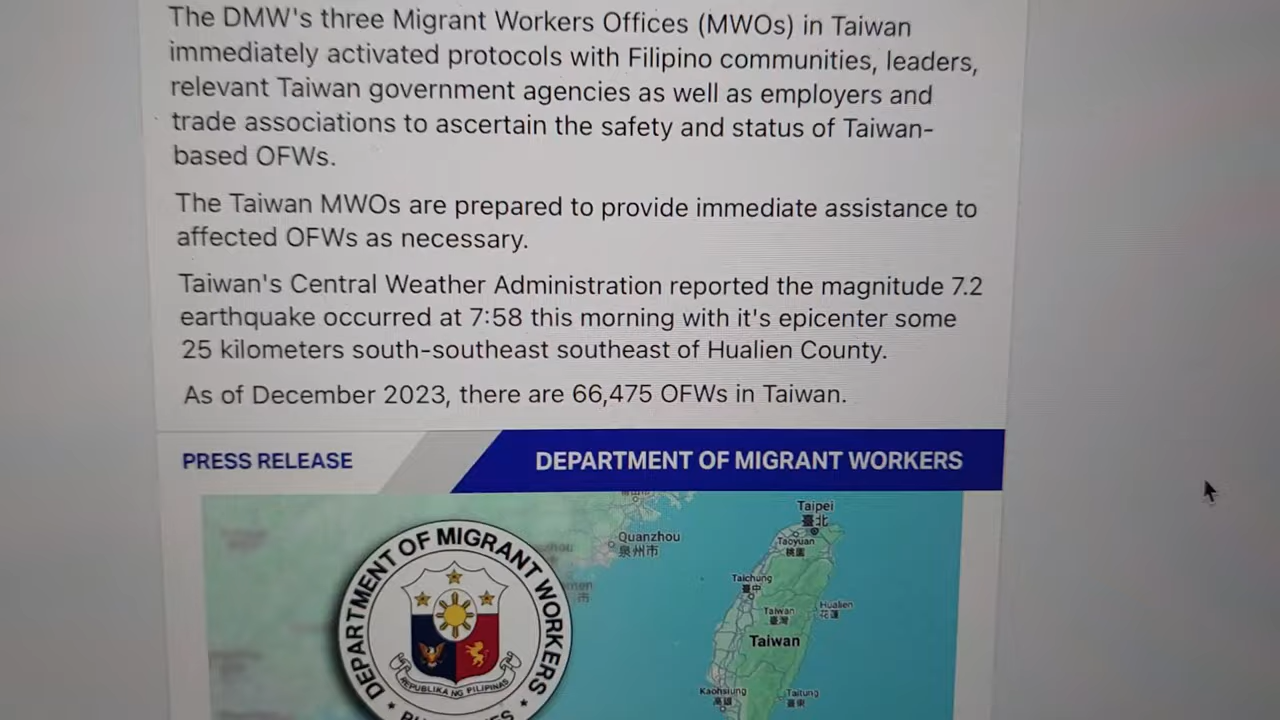 The DMW's three Migrant Workers Offices (MWOs) in Taiwan
immediately activated protocols with Filipino communities, leaders,
relevant Taiwan government agencies as well as employers and
trade associations to ascertain the safety and status of Taiwan-
based OFWs.
The Taiwan MWOs are prepared to provide immediate assistance to
affected OFWs as necessary.
Taiwan's Central Weather Administration reported the magnitude 7.2
earthquake occurred at 7:58 this morning with it's epicenter some
25 kilometers south-southeast southeast of Hualien County.
As of December 2023, there are 66,475 OFWs in Taiwan.
PRESS RELEASE
DEPARTMENT OF MIGRANT WORKERS
Taipei
臺北
Quanzhou
泉州市
Taoyuan
桃園
DEPARTMENT OF MIGRANT WORKERS
Taichung
臺中
Taiwan
臺灣
Hualien
花蓮
Taiwan
REPUBLIKA NG PILIPINAS
Kaohsiung
高雄
Taitung
臺東